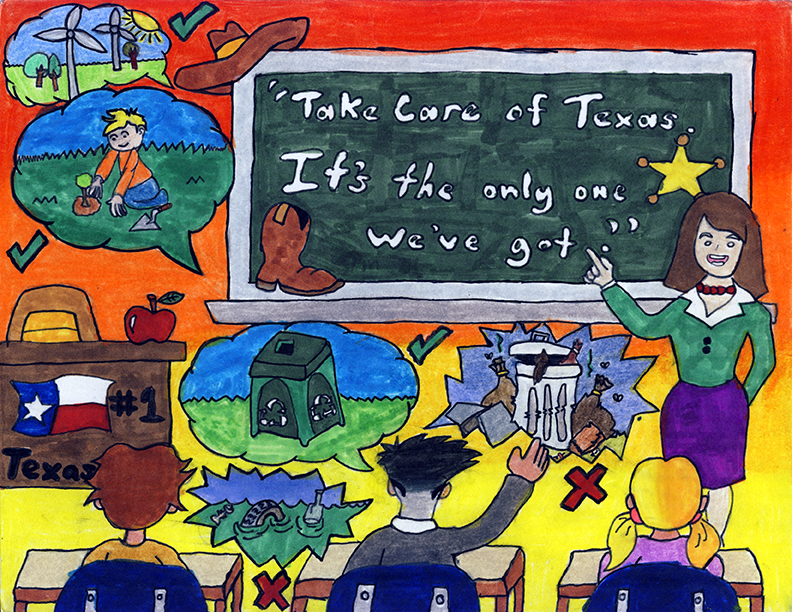 "Take Care of Texas.
It's the only one
We've got."
#1
Texas